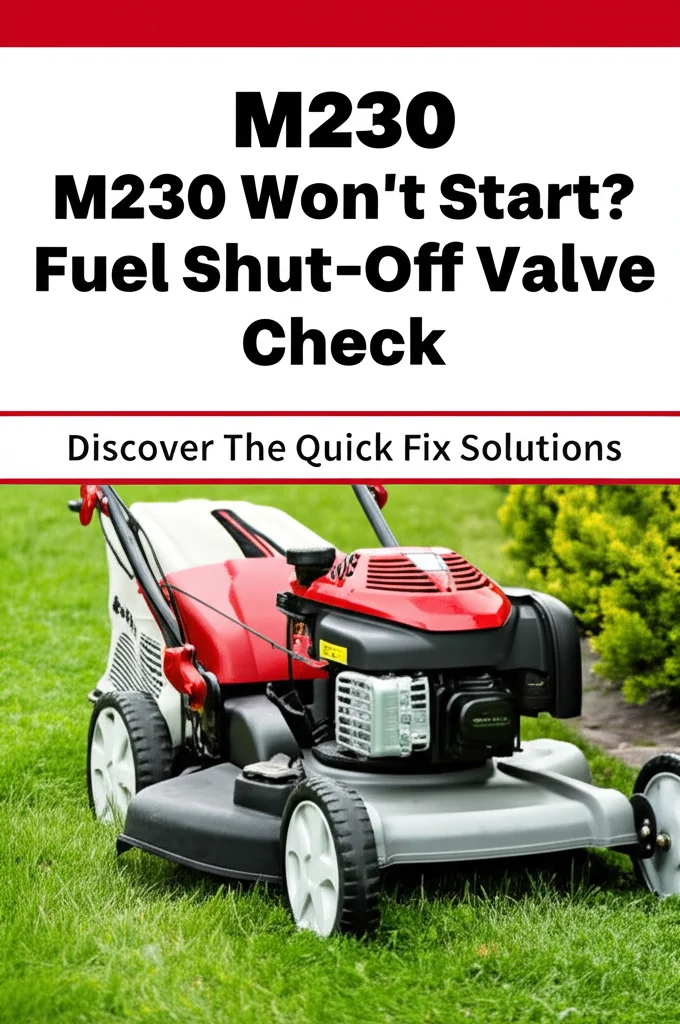 M230
M230 Won't Start?
Fuel Shut-Off Valve
Check
Discover The Quick Fix Solutions